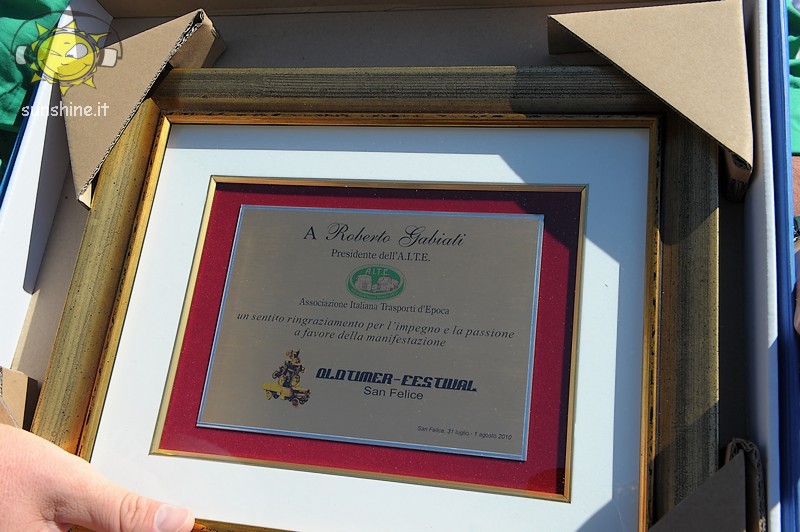 sunshine.it
A Roberto Gabiati
Presidente dell'A.I.T.E.
A.I.T.E.
Associazione Italiana Trasporti d'Epoca
un sentito ringraziamento per l'impegno e la passione
a favore della manifestazione
OLDTIMER-FESTIVAL
San Felice
San Felice, 31 luglio - 1 agosto 2010